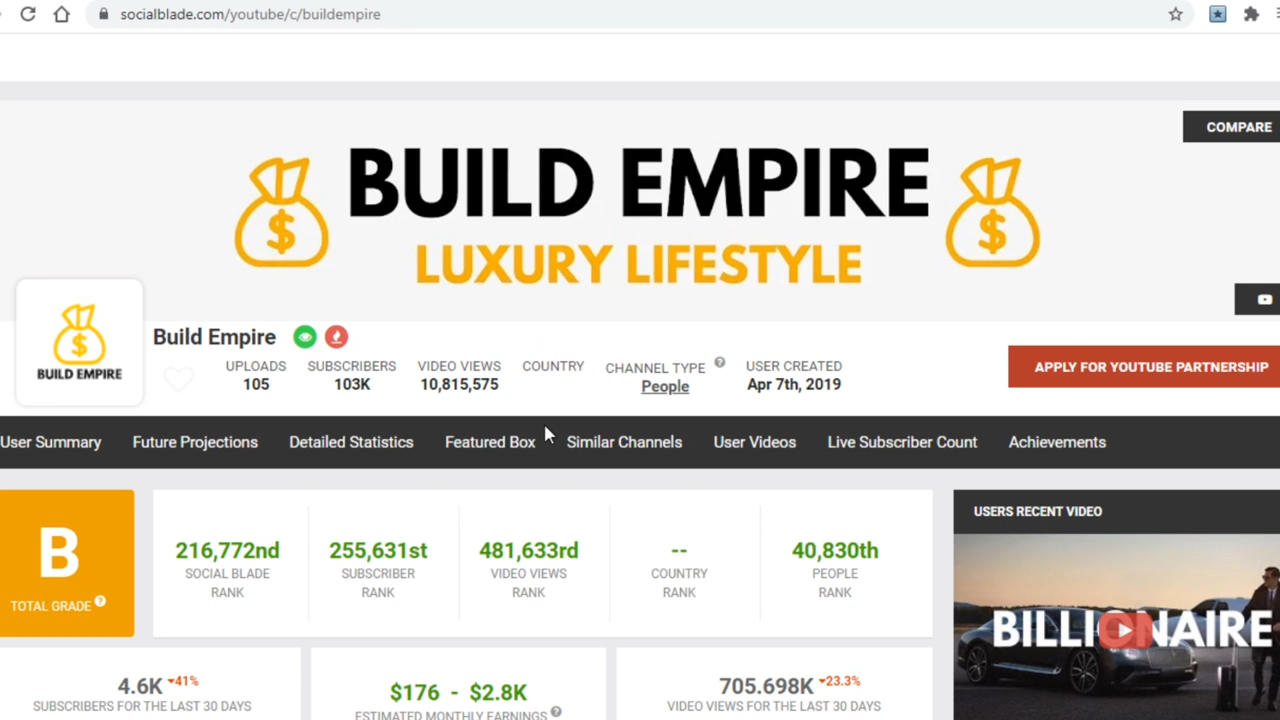 socialblade.com/youtube/c/buildempire
COMPARE
BUILD EMPIRE
LUXURY LIFESTYLE
BUILD EMPIRE
Build Empire
UPLOADS
105
SUBSCRIBERS
103K
VIDEO VIEWS
10,815,575
COUNTRY
CHANNEL TYPE ?
People
USER CREATED
Apr 7th, 2019
APPLY FOR YOUTUBE PARTNERSHIP
User Summary Future Projections Detailed Statistics Featured Box Similar Channels User Videos Live Subscriber Count Achievements
B
TOTAL GRADE ?
216,772nd
SOCIAL BLADE
RANK
255,631st
SUBSCRIBER
RANK
481,633rd
VIDEO VIEWS
RANK
--
COUNTRY
RANK
40,830th
PEOPLE
RANK
USERS RECENT VIDEO
BILLIONAIRE
4.6K -41%
SUBSCRIBERS FOR THE LAST 30 DAYS
$176 - $2.8K
ESTIMATED MONTHLY EARNINGS ?
705.698K -23.3%
VIDEO VIEWS FOR THE LAST 30 DAYS